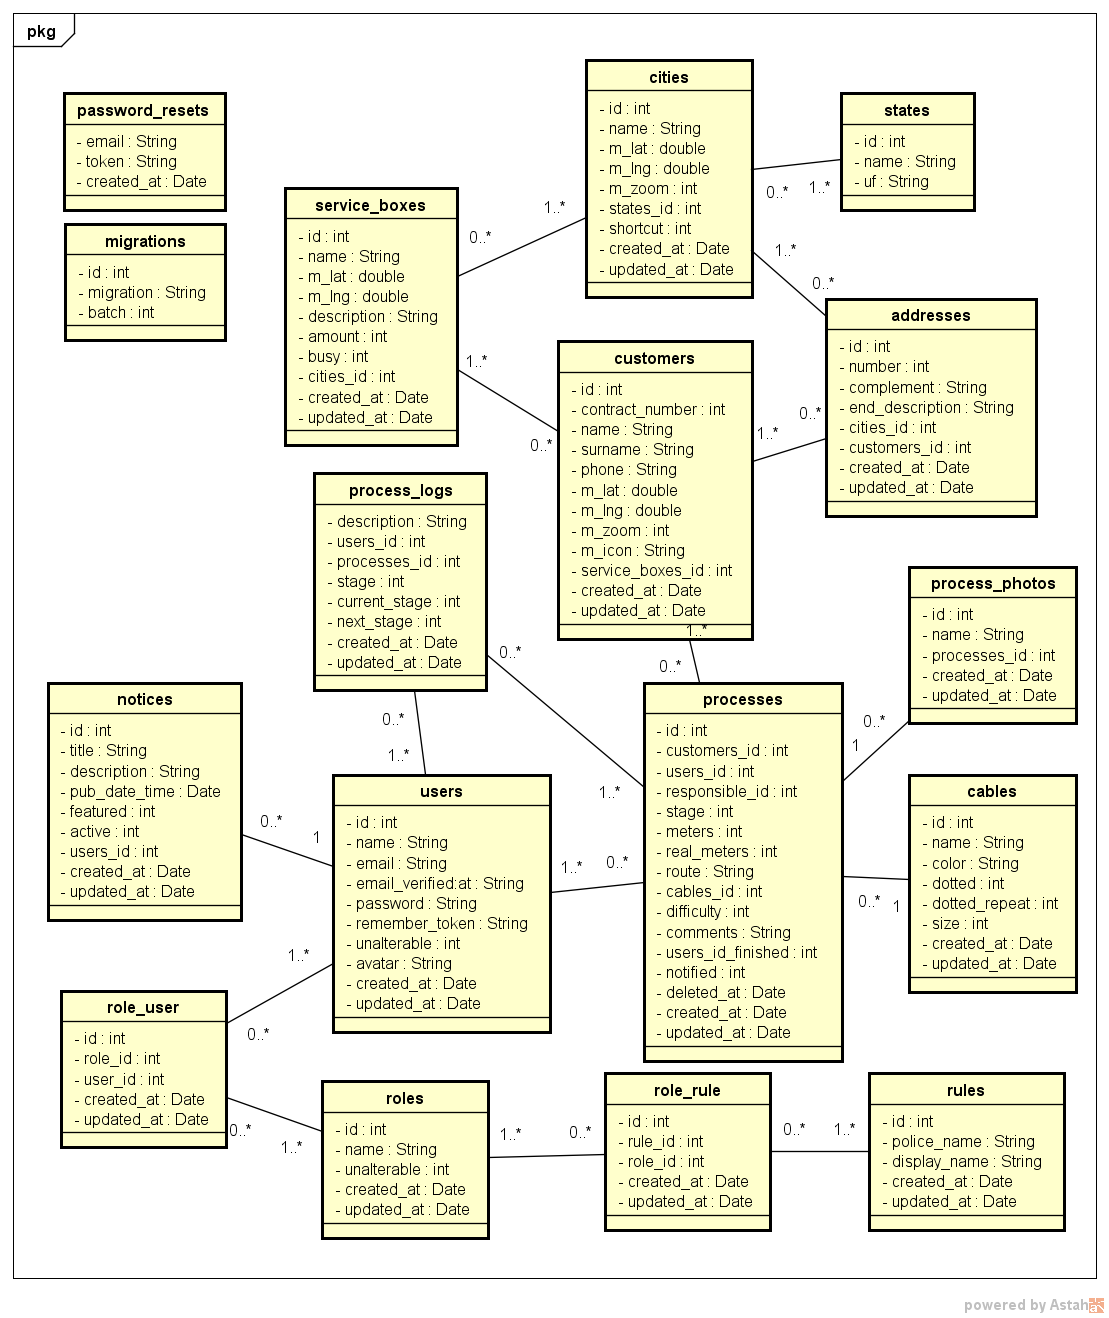 pkg
password_resets
- email : String
- token : String
- created_at : Date
migrations
- id : int
- migration : String
- batch : int
service_boxes
- id : int
- name : String
- m_lat : double
- m_lng : double
- description : String
- amount : int
- busy : int
- cities_id : int
- created_at : Date
- updated_at : Date
cities
- id : int
- name : String
- m_lat : double
- m_lng : double
- m_zoom : int
- states_id : int
- shortcut : int
- created_at : Date
- updated_at : Date
states
- id : int
- name : String
- uf : String
0..*
1..*
0..*
1..*
1..*
0..*
addresses
- id : int
- number : int
- complement : String
- end_description : String
- cities_id : int
- customers_id : int
- created_at : Date
- updated_at : Date
customers
- id : int
- contract_number : int
- name : String
- surname : String
- phone : String
- m_lat : double
- m_lng : double
- m_zoom : int
- m_icon : String
- service_boxes_id : int
- created_at : Date
- updated_at : Date
1..*
0..*
1..*
0..*
1..*
0..*
process_logs
- description : String
- users_id : int
- processes_id : int
- stage : int
- current_stage : int
- next_stage : int
- created_at : Date
- updated_at : Date
0..*
1..*
0..*
1..*
process_photos
- id : int
- name : String
- processes_id : int
- created_at : Date
- updated_at : Date
0..*
1
notices
- id : int
- title : String
- description : String
- pub_date_time : Date
- featured : int
- active : int
- users_id : int
- created_at : Date
- updated_at : Date
0..*
1
users
- id : int
- name : String
- email : String
- email_verified:at : String
- password : String
- remember_token : String
- unalterable : int
- avatar : String
- created_at : Date
- updated_at : Date
1..*
0..*
processes
- id : int
- customers_id : int
- users_id : int
- responsible_id : int
- stage : int
- meters : int
- real_meters : int
- route : String
- cables_id : int
- difficulty : int
- comments : String
- users_id_finished : int
- notified : int
- deleted_at : Date
- created_at : Date
- updated_at : Date
0..*
1
cables
- id : int
- name : String
- color : String
- dotted : int
- dotted_repeat : int
- size : int
- created_at : Date
- updated_at : Date
1..*
0..*
role_user
- id : int
- role_id : int
- user_id : int
- created_at : Date
- updated_at : Date
0..*
1..*
roles
- id : int
- name : String
- unalterable : int
- created_at : Date
- updated_at : Date
1..*
0..*
role_rule
- id : int
- rule_id : int
- role_id : int
- created_at : Date
- updated_at : Date
0..*
1..*
rules
- id : int
- police_name : String
- display_name : String
- created_at : Date
- updated_at : Date
powered by Astah